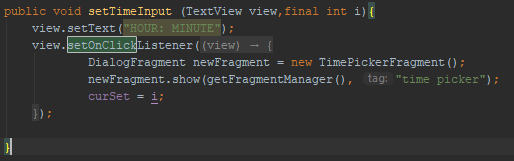 public void setTimeInput (TextView view,final int i){
view.setText("HOUR: MINUTE");
view.setOnClickListener((view) → {
DialogFragment newFragment = new TimePickerFragment();
newFragment.show(getFragmentManager(), tag: "time picker");
curSet = i;
});
}